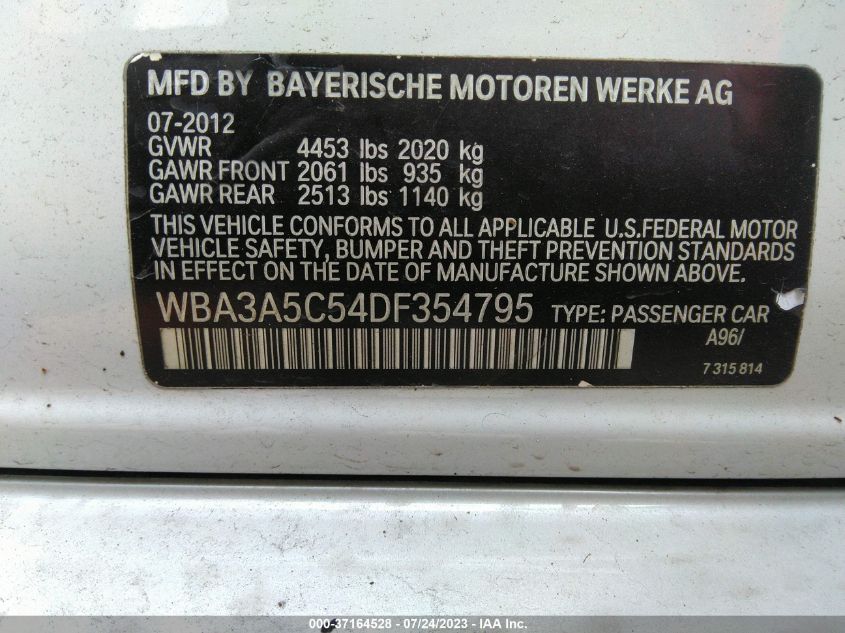 MFD BY BAYERISCHE MOTOREN WERKE AG
07-2012
GVWR 4453 lbs 2020 kg
GAWR FRONT 2061 lbs 935 kg
GAWR REAR 2513 lbs 1140 kg
THIS VEHICLE CONFORMS TO ALL APPLICABLE U.S.FEDERAL MOTOR
VEHICLE SAFETY, BUMPER AND THEFT PREVENTION STANDARDS
IN EFFECT ON THE DATE OF MANUFACTURE SHOWN ABOVE.
WBA3A5C54DF354795 TYPE: PASSENGER CAR
A96/
7 315 814
000-37164528 - 07/24/2023 - IAA Inc.